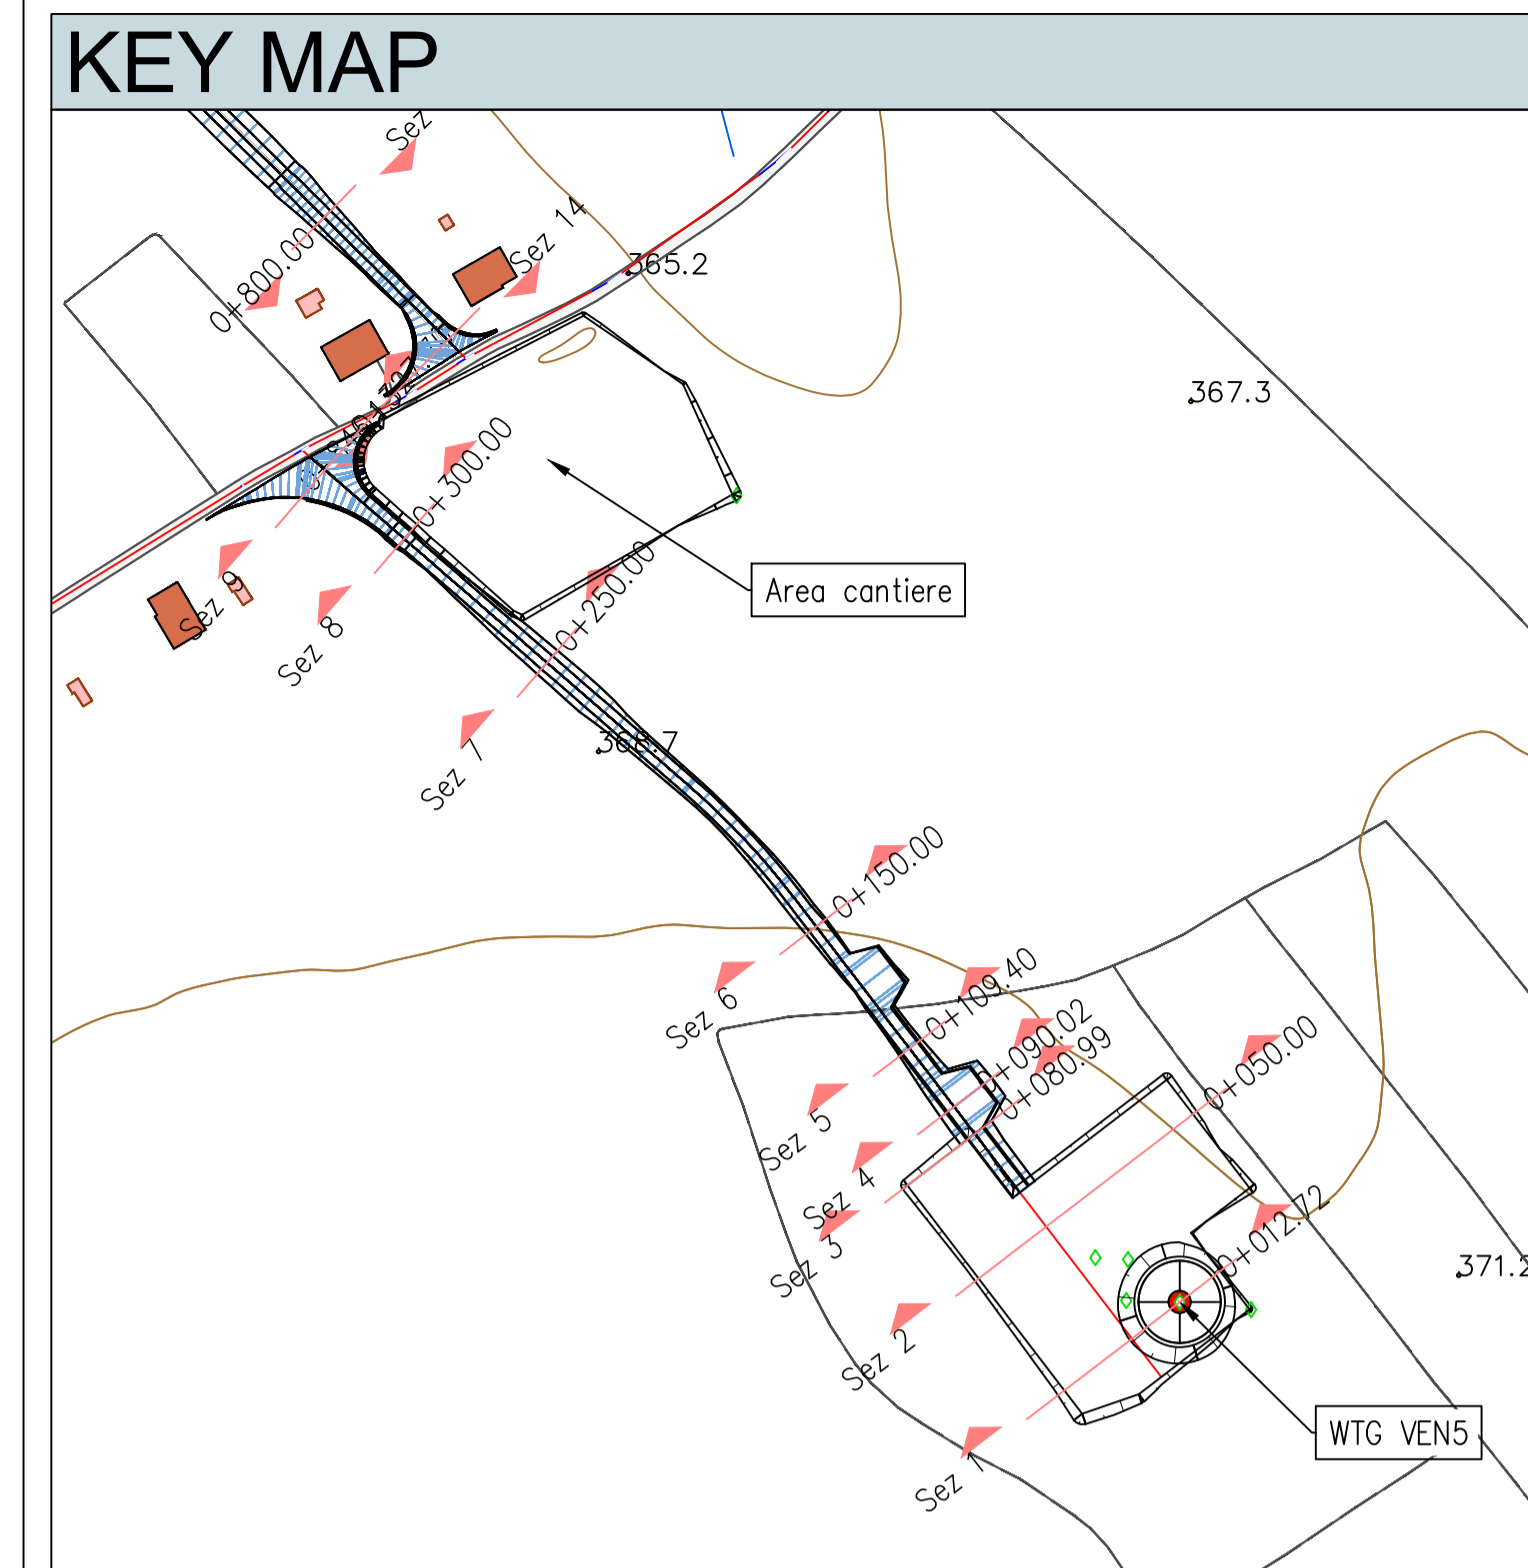 KEY MAP
Sez
Sez 14
0+800.00
365.2
367.3
0+300.00
Area cantiere
0+250.00
Sez 9
Sez 8
Sez 7
368.7
0+150.00
Sez 6
0+109.40
0+090.02
0+080.99
0+050.00
Sez 5
Sez 4
Sez 3
0+012.72
371.2
Sez 2
WTG VEN5
Sez 1